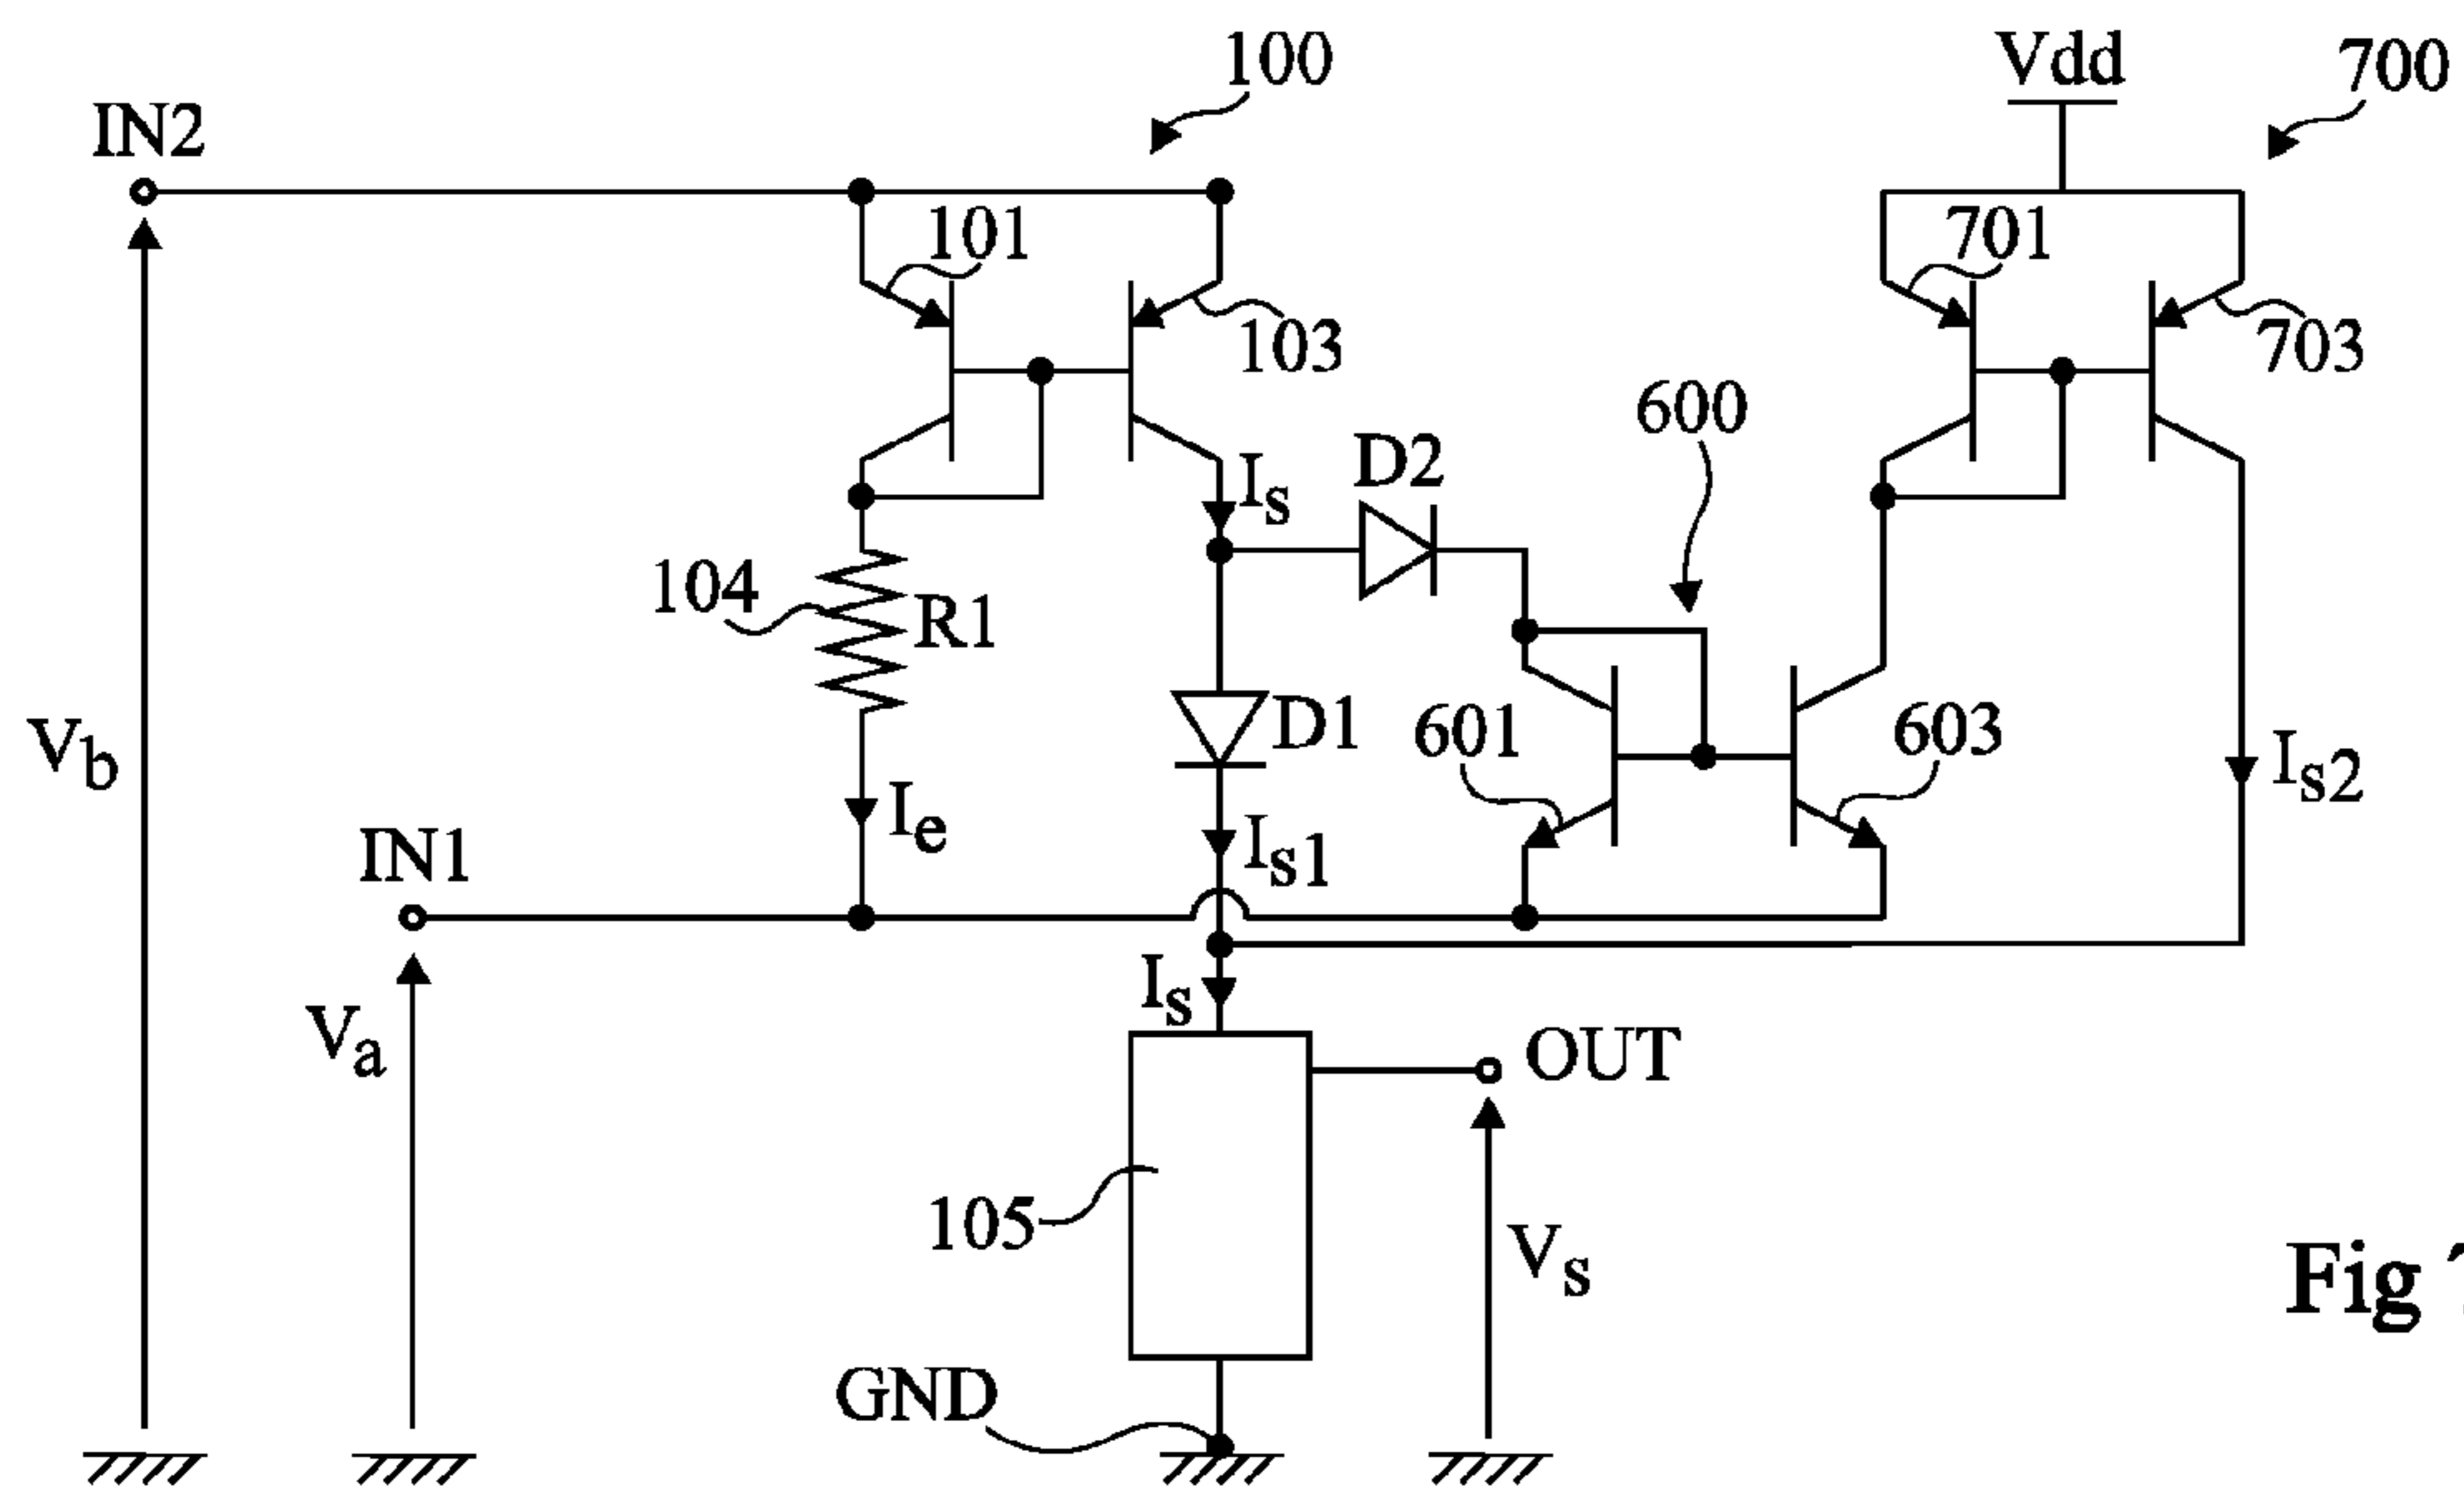 100
Vdd
700
IN2
101
701
103
703
600
D2
Is
104
R1
D1
601
603
Vb
Ie
Is1
Is2
IN1
Is
Va
OUT
105
Vs
Fig
GND